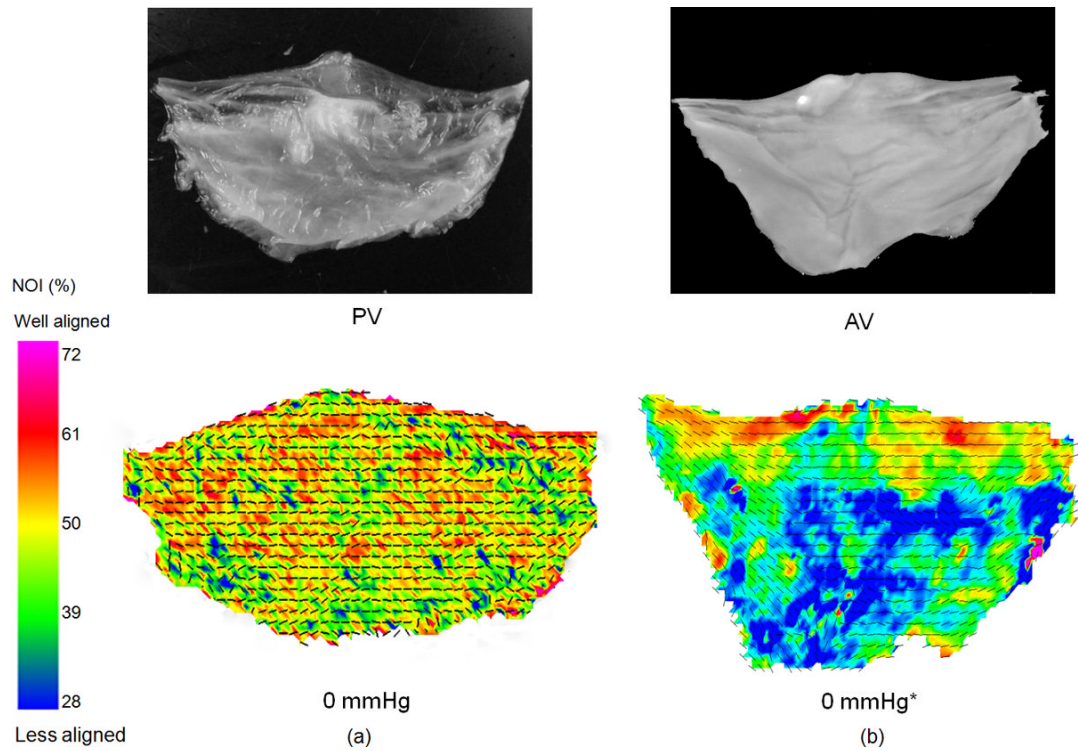 PV
AV
NOI (%)
Well aligned
72
61
50
39
28
Less aligned
0 mmHg
0 mmHg*
(a)
(b)